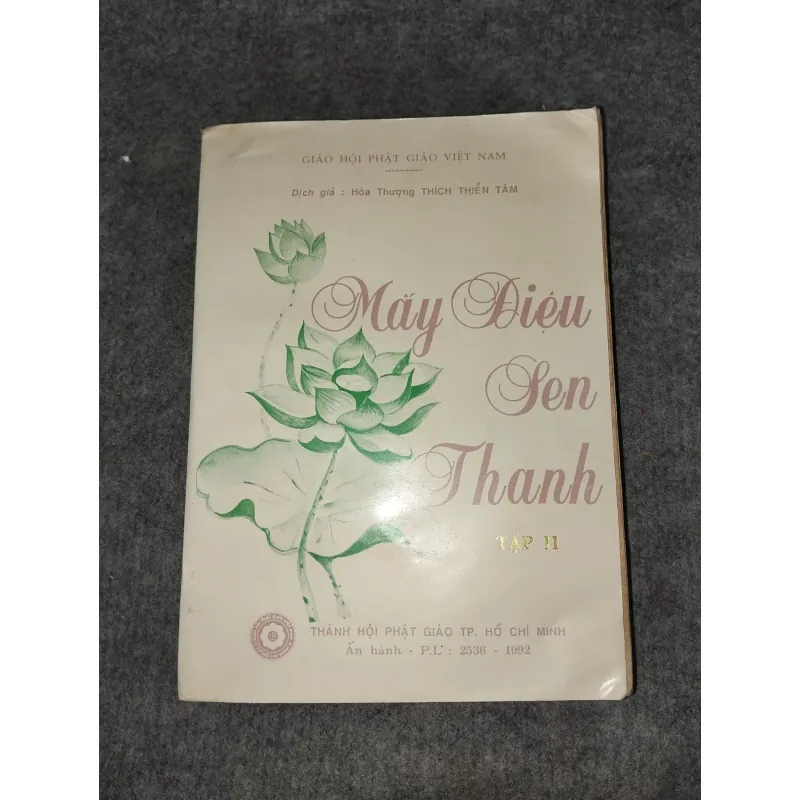 GIÁO HỘI PHẬT GIÁO VIỆT NAM
Dịch giả : Hòa Thượng THÍCH THIỀN TÂM
Mấy Điệu
Sen
Thanh
TẬP II
THÀNH HỘI PHẬT GIÁO TP. HỒ CHÍ MINH
Ấn hành - P.L : 2536 - 1992